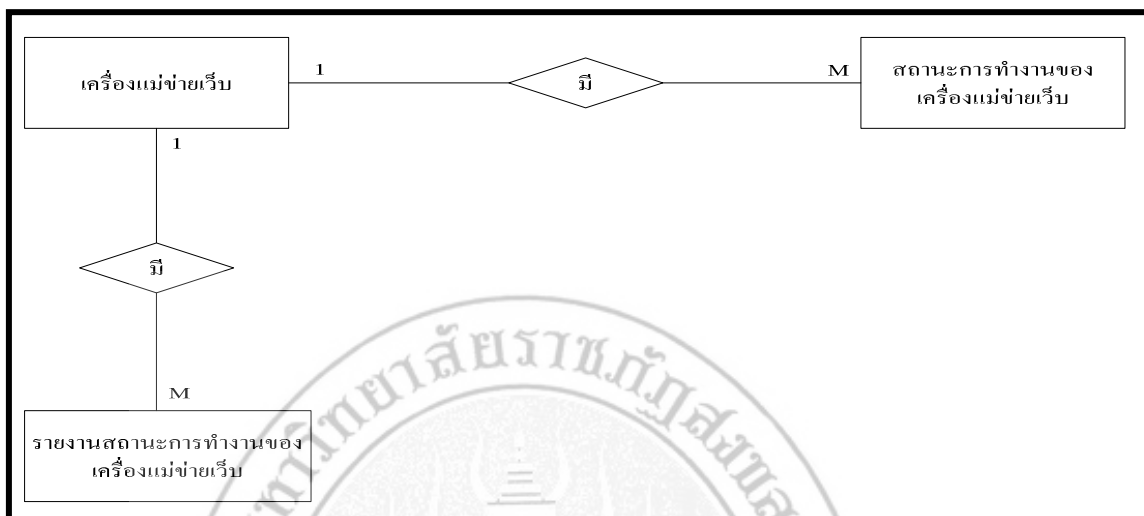 เครื่องแม่ข่ายเว็บ
1
มี
M
สถานะการทำงานของ
เครื่องแม่ข่ายเว็บ
1
มี
M
รายงานสถานะการทำงานของ
เครื่องแม่ข่ายเว็บ